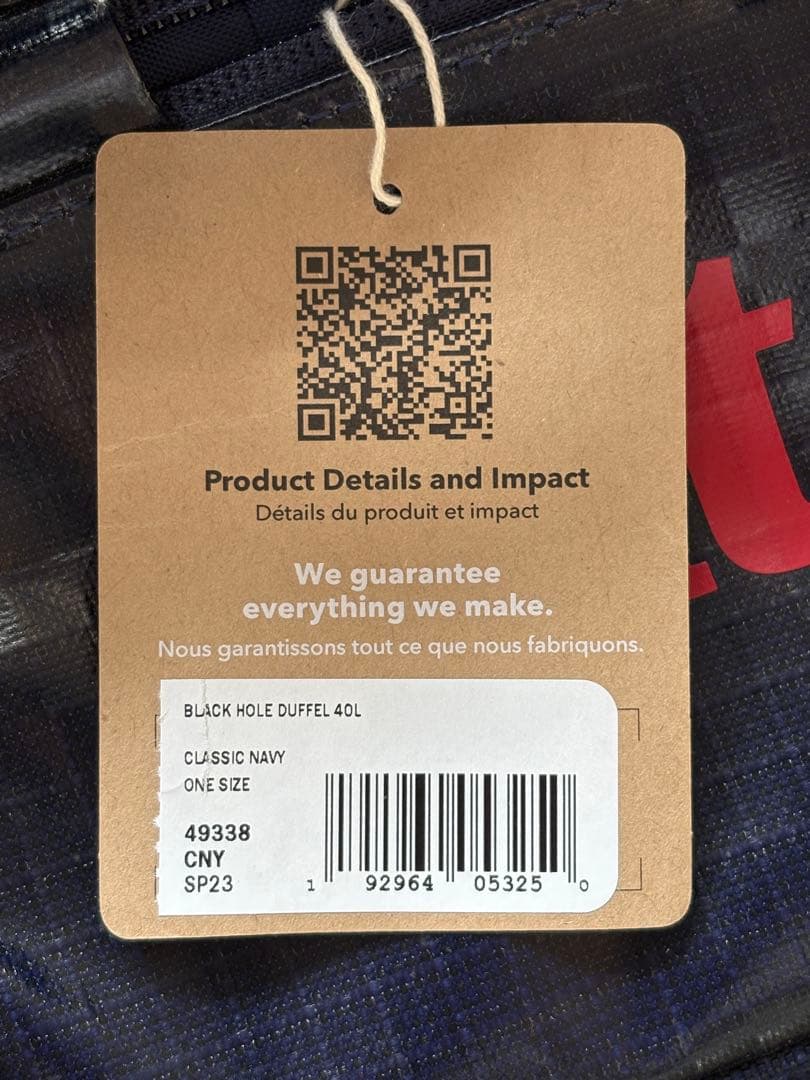 Product Details and Impact
Détails du produit et impact
We guarantee
everything we make.
Nous garantissons tout ce que nous fabriquons.
BLACK HOLE DUFFEL 40L
CLASSIC NAVY
ONE SIZE
49338
CNY
SP23
1 92964 05325 0
t